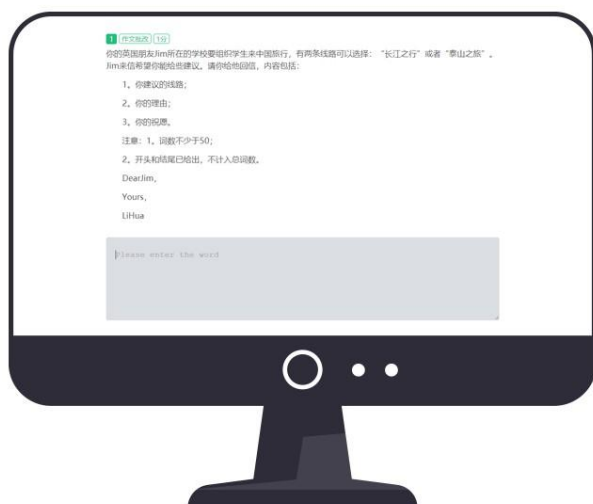 1 作文批改 1分
你的英国朋友Jim所在的学校要组织学生来中国旅行，有两条线路可以选择：“长江之行”或者“泰山之旅”。
Jim来信希望你能给些建议。请你给他回信，内容包括：
1、你建议的线路；
2、你的理由；
3、你的祝愿。
注意：1、词数不少于50；
2、开头和结尾已给出，不计入总词数。
DearJim,
Yours,
LiHua
Please enter the word